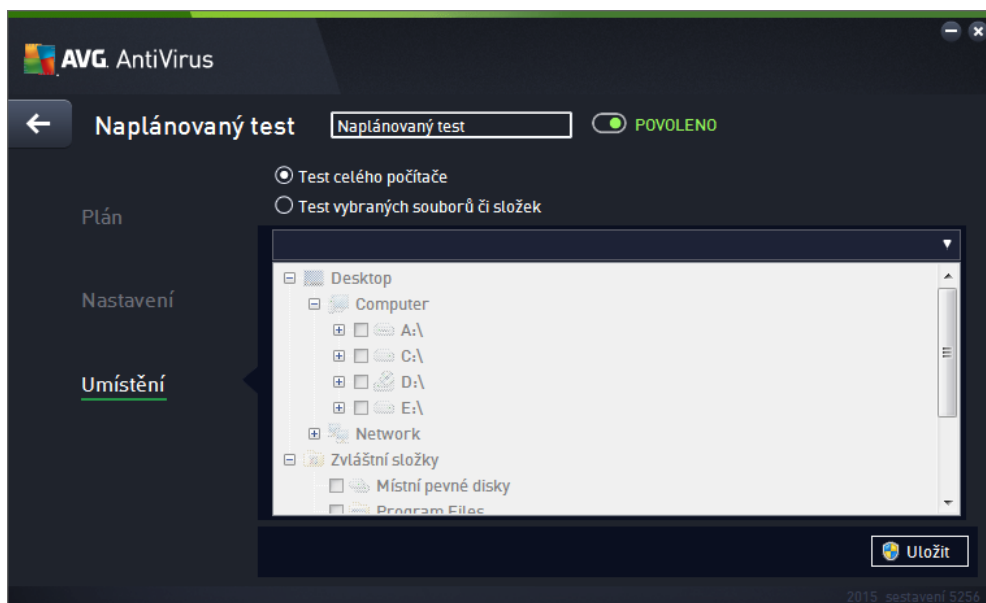 AVG. AntiVirus
Naplánovaný test
Naplánovaný test
POVOLENO
Test celého počítače
Test vybraných souborů či složek
Plán
Nastavení
Umístění
Desktop
Computer
A:\
C:\
D:\
E:\
Network
Zvláštní složky
Místní pevné disky
Program Files
Uložit
2015 sestavení 5256